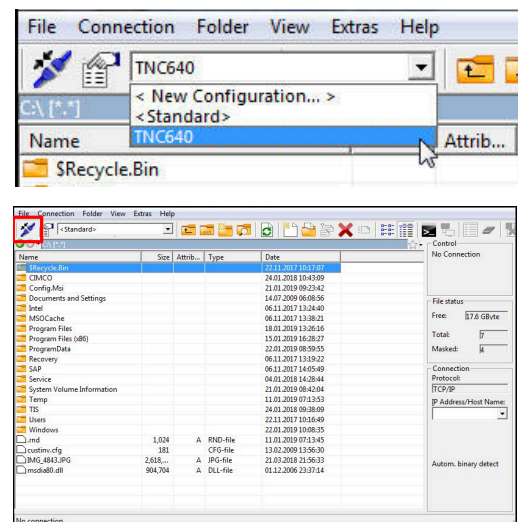 File Connection Folder View Extras Help
TNC640
C:\ [*.*]
< New Configuration... >
<Standard>
Name TNC640 Attrib...
$Recycle.Bin
File Connection Folder View Extras Help
<Standard>
Control
Name Size Attrib... Type Date No Connection
$Recycle.Bin 22.11.2017 10:17:07
CIMCO 24.01.2018 10:43:09
Config.Msi 21.01.2019 09:23:42
Documents and Settings 14.07.2009 06:08:56
Intel 06.11.2017 13:24:40 File status
MSOCache 06.11.2017 13:38:21 Free: 17.6 GByte
Program Files 18.01.2019 13:26:16
Program Files (x86) 15.01.2019 16:28:27 Total: 7
ProgramData 22.01.2019 08:59:55 Masked: 4
Recovery 06.11.2017 13:19:22
SAP 06.11.2017 14:05:49 Connection
Service 04.01.2018 14:28:44 Protocol:
System Volume Information 21.01.2019 08:42:04 TCP/IP
Temp 11.01.2019 07:13:53 IP Address/Host Name:
TIS 24.01.2018 09:38:09
Users 22.11.2017 10:16:49
Windows 22.01.2019 10:08:35
.rnd 1,024 A RND-file 11.01.2019 07:13:45
custinv.cfg 181 CFG-file 13.02.2009 13:56:30
IMG_4843.JPG 2,618,... A JPG-file 21.03.2018 21:56:33 Autom. binary detect
msdia80.dll 904,704 A DLL-file 01.12.2006 23:37:14
No connection